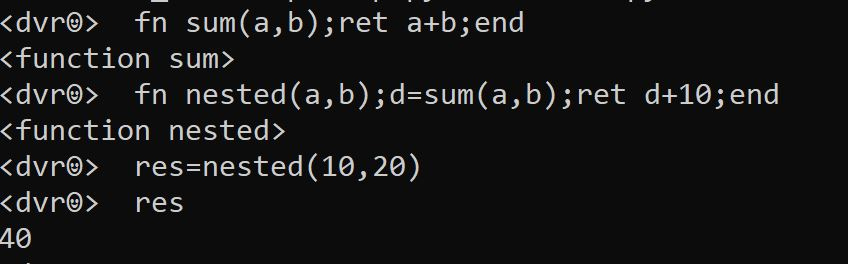 <dvr☺>  fn sum(a,b);ret a+b;end
<function sum>
<dvr☺>  fn nested(a,b);d=sum(a,b);ret d+10;end
<function nested>
<dvr☺>  res=nested(10,20)
<dvr☺>  res
40